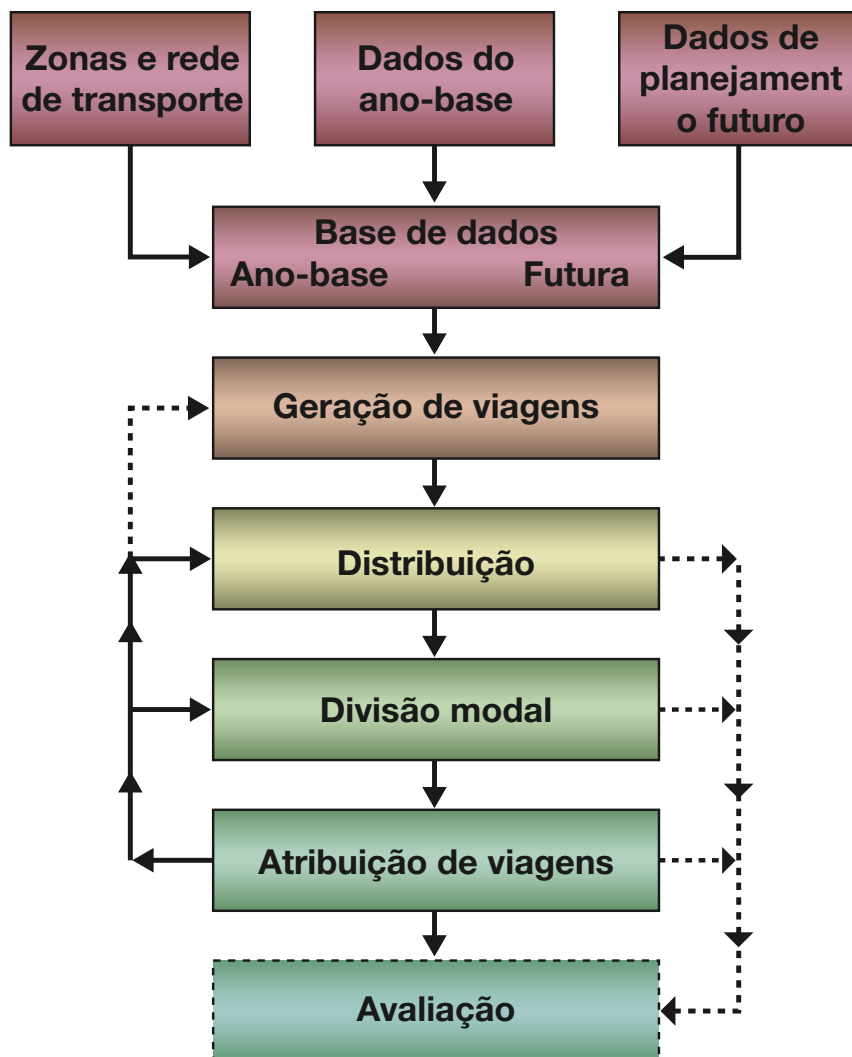 Zonas e rede
de transporte
Dados do
ano-base
Dados de
planejament
o futuro
Base de dados
Ano-base Futura
Geração de viagens
Distribuição
Divisão modal
Atribuição de viagens
Avaliação